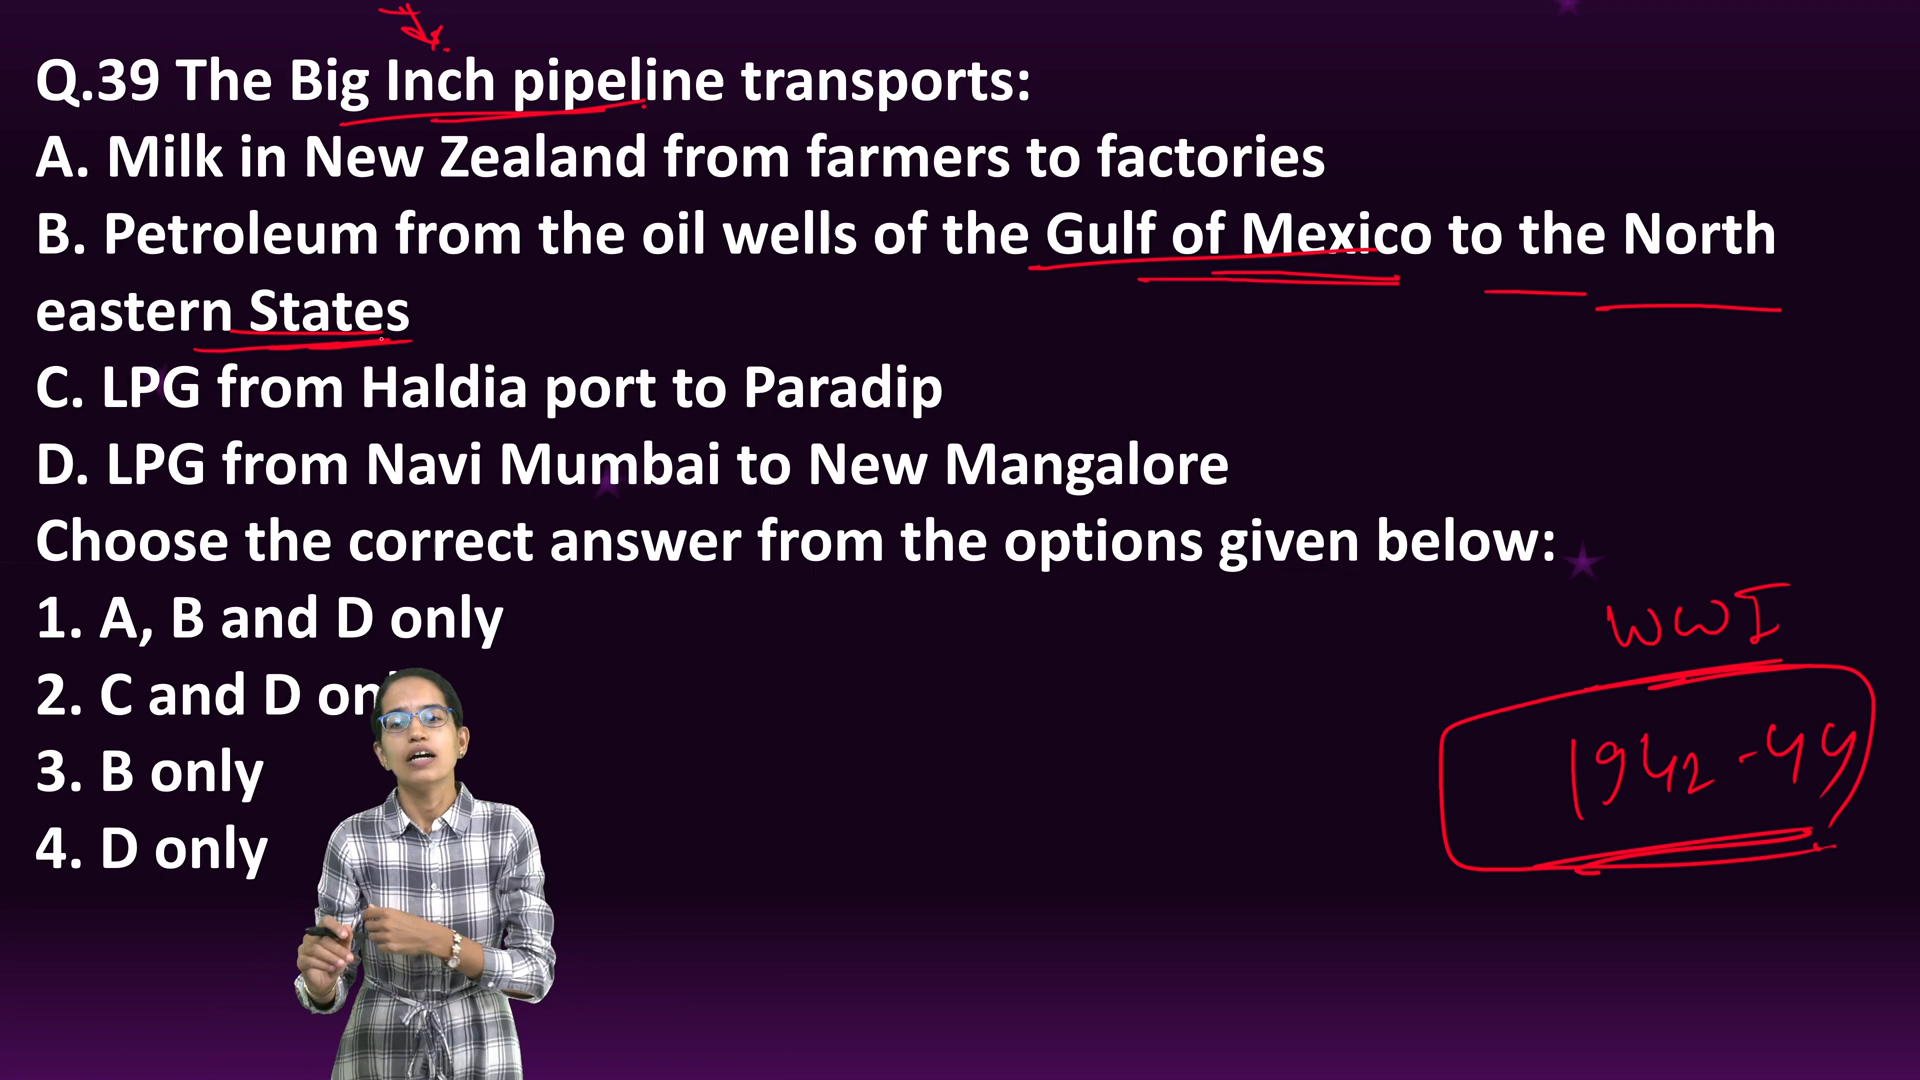 Q.39 The Big Inch pipeline transports:
A. Milk in New Zealand from farmers to factories
B. Petroleum from the oil wells of the Gulf of Mexico to the North
eastern States
C. LPG from Haldia port to Paradip
D. LPG from Navi Mumbai to New Mangalore
Choose the correct answer from the options given below:
1. A, B and D only
WWI
2. C and D on
1942-44
3. B only
4. D only